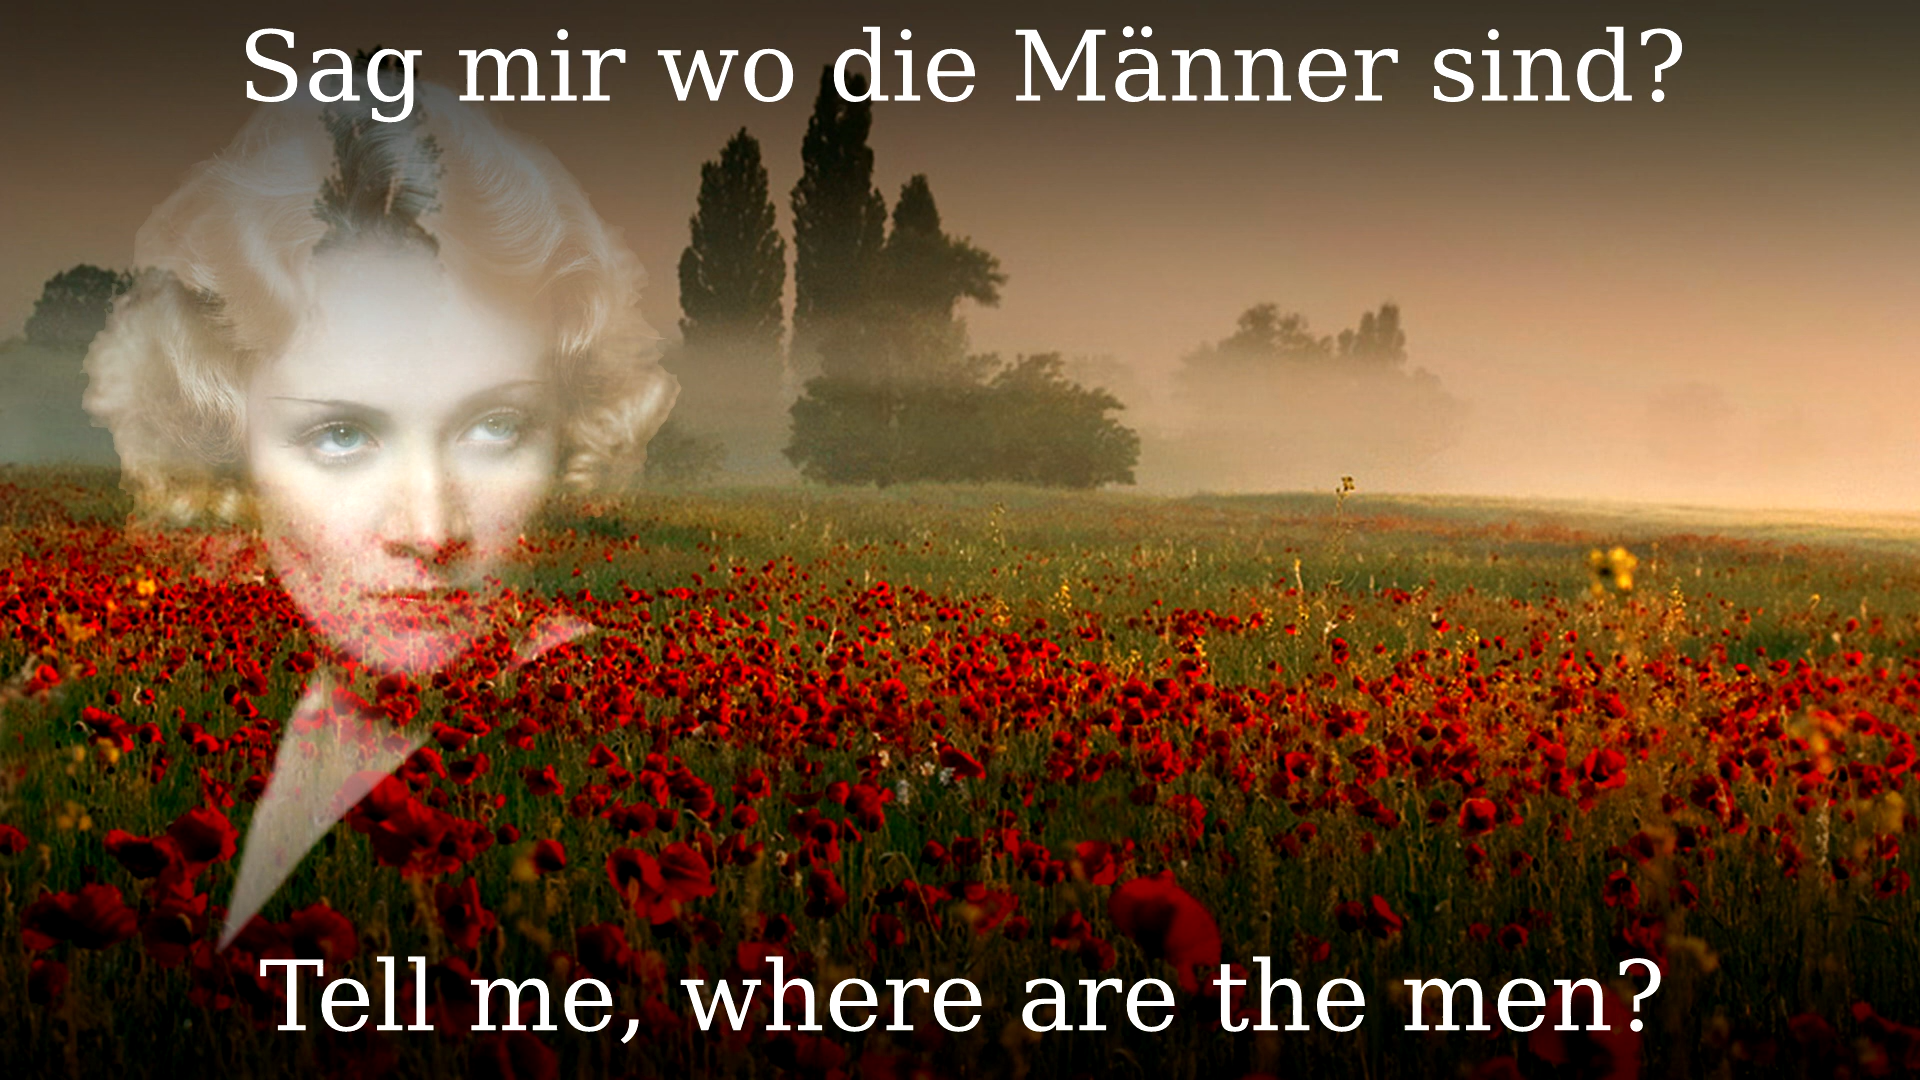 Sag mir wo die Männer sind?
Tell me, where are the men?